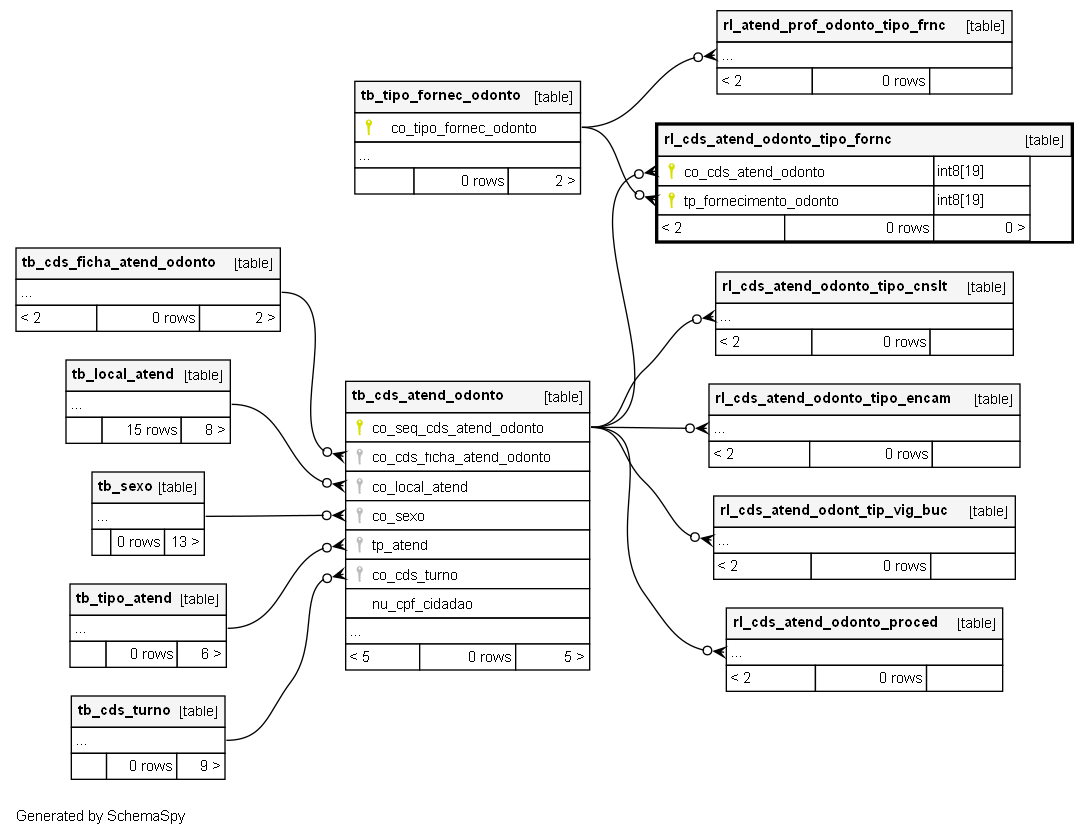 rl_atend_prof_odonto_tipo_frnc [table]
...
< 2 0 rows
tb_tipo_fornec_odonto [table]
co_tipo_fornec_odonto
...
0 rows 2 >
rl_cds_atend_odonto_tipo_fornc [table]
co_cds_atend_odonto int8[19]
tp_fornecimento_odonto int8[19]
< 2 0 rows 0 >
tb_cds_ficha_atend_odonto [table]
...
< 2 0 rows 2 >
rl_cds_atend_odonto_tipo_cnslt [table]
...
< 2 0 rows
tb_local_atend [table]
...
15 rows 8 >
tb_cds_atend_odonto [table]
co_seq_cds_atend_odonto
co_cds_ficha_atend_odonto
co_local_atend
co_sexo
tp_atend
co_cds_turno
nu_cpf_cidadao
...
< 5 0 rows 5 >
rl_cds_atend_odonto_tipo_encam [table]
...
< 2 0 rows
tb_sexo [table]
...
0 rows 13 >
rl_cds_atend_odont_tip_vig_buc [table]
...
< 2 0 rows
tb_tipo_atend [table]
...
0 rows 6 >
rl_cds_atend_odonto_proced [table]
...
< 2 0 rows
tb_cds_turno [table]
...
0 rows 9 >
Generated by SchemaSpy